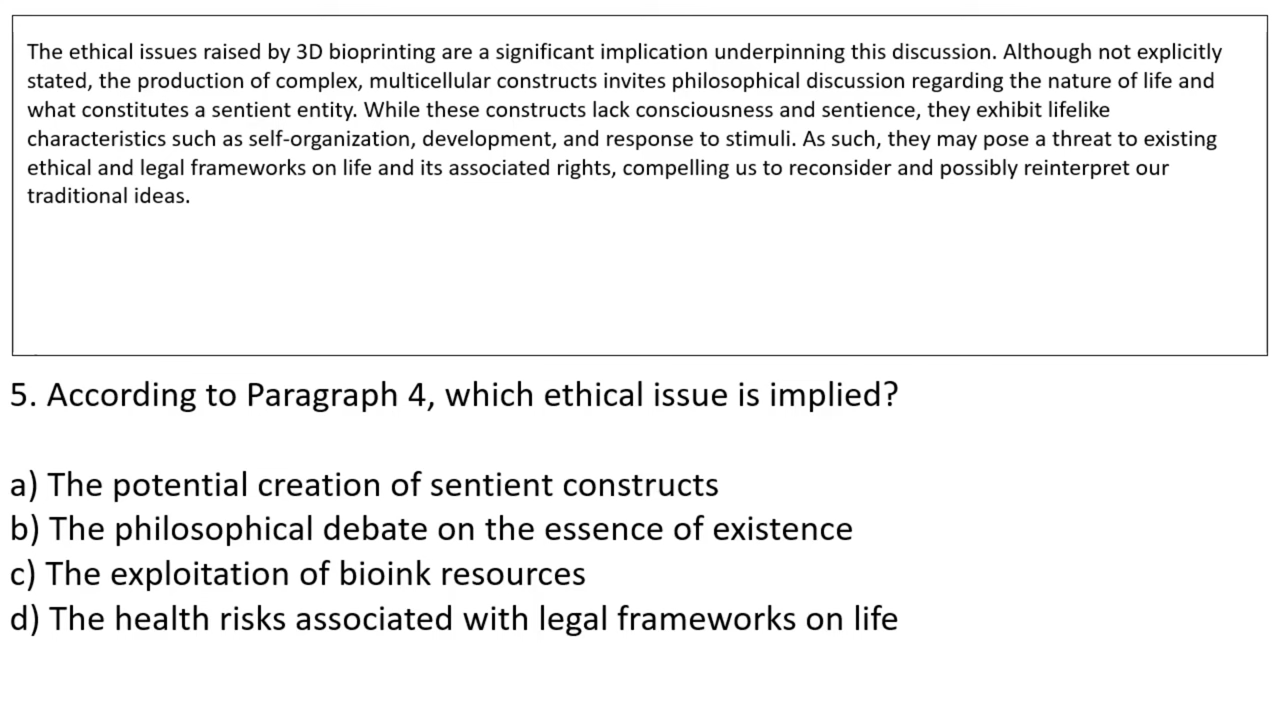 The ethical issues raised by 3D bioprinting are a significant implication underpinning this discussion. Although not explicitly
stated, the production of complex, multicellular constructs invites philosophical discussion regarding the nature of life and
what constitutes a sentient entity. While these constructs lack consciousness and sentience, they exhibit lifelike
characteristics such as self-organization, development, and response to stimuli. As such, they may pose a threat to existing
ethical and legal frameworks on life and its associated rights, compelling us to reconsider and possibly reinterpret our
traditional ideas.
5. According to Paragraph 4, which ethical issue is implied?
a) The potential creation of sentient constructs
b) The philosophical debate on the essence of existence
c) The exploitation of bioink resources
d) The health risks associated with legal frameworks on life